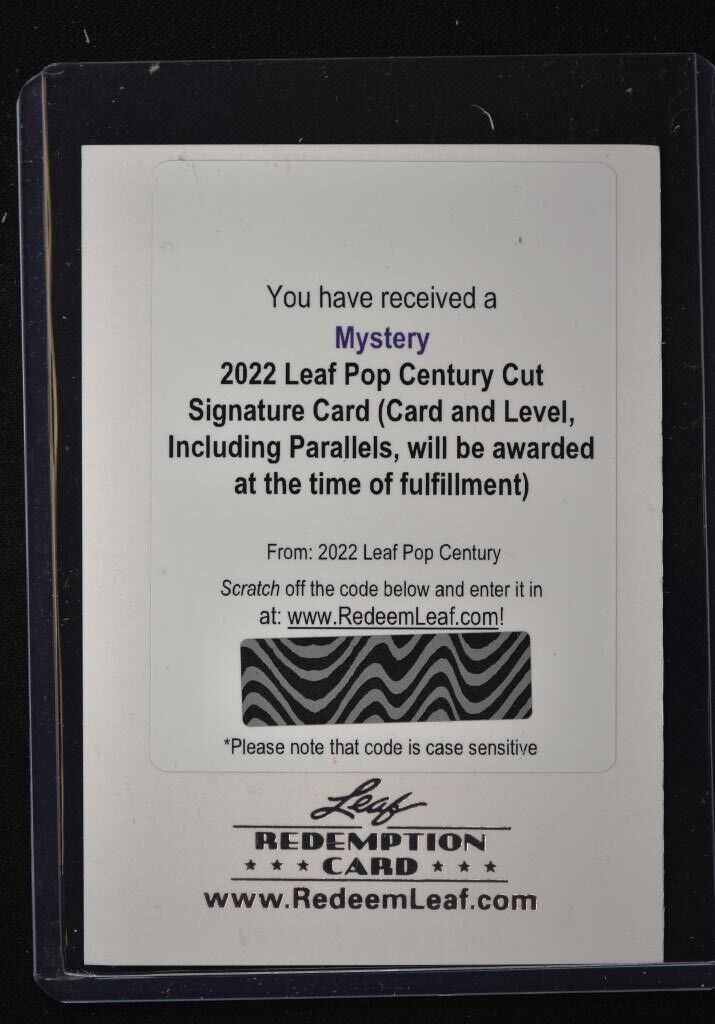 You have received a
Mystery
2022 Leaf Pop Century Cut
Signature Card (Card and Level,
Including Parallels, will be awarded
at the time of fulfillment)
From: 2022 Leaf Pop Century
Scratch off the code below and enter it in
at: www.RedeemLeaf.com!
*Please note that code is case sensitive
Leaf
REDEMPTION
★ ★ ★ CARD ★ ★ ★
www.RedeemLeaf.com